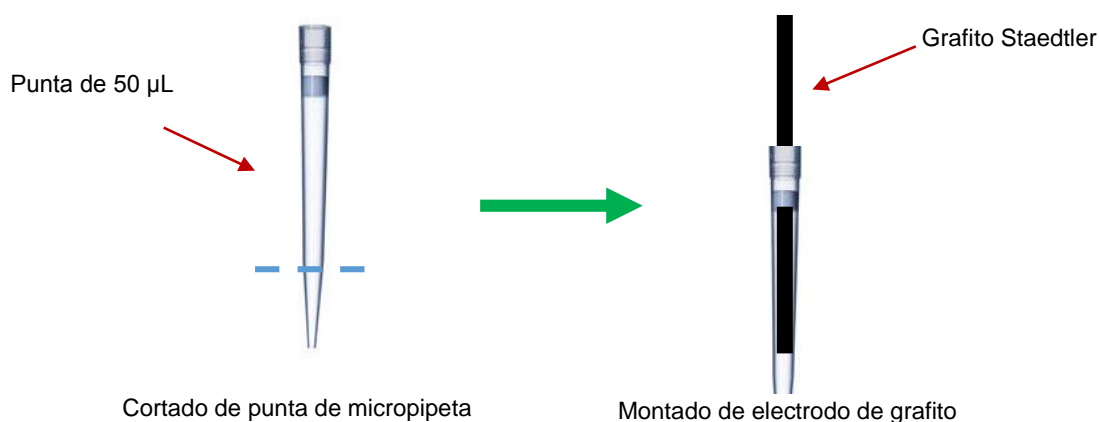 Grafito Staedtler
Punta de 50 µL
Cortado de punta de micropipeta
Montado de electrodo de grafito